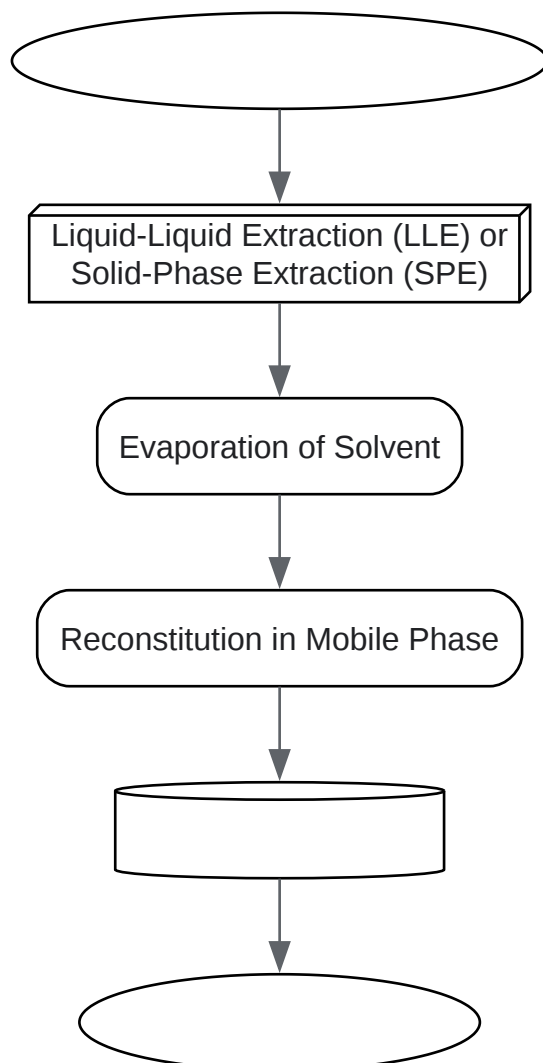 Liquid-Liquid Extraction (LLE) or
Solid-Phase Extraction (SPE)
Evaporation of Solvent
Reconstitution in Mobile Phase